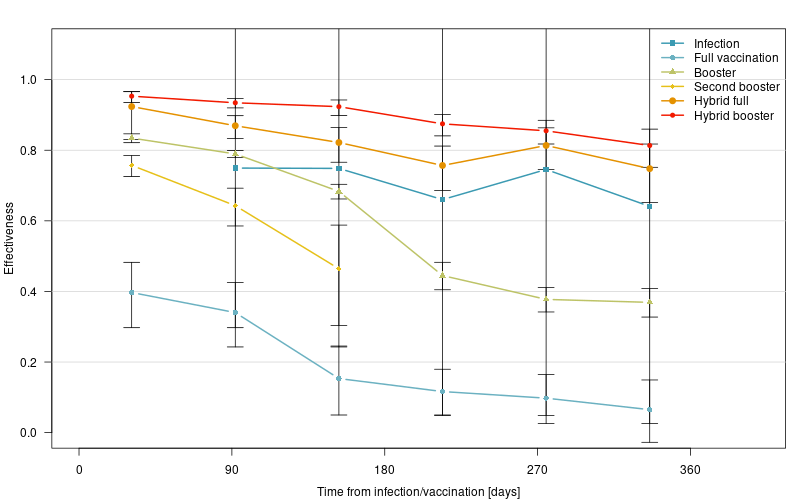 Infection
Full vaccination
Booster
Second booster
Hybrid full
Hybrid booster
1.0
0.8
0.6
0.4
0.2
0.0
Effectiveness
0 90 180 270 360
Time from infection/vaccination [days]